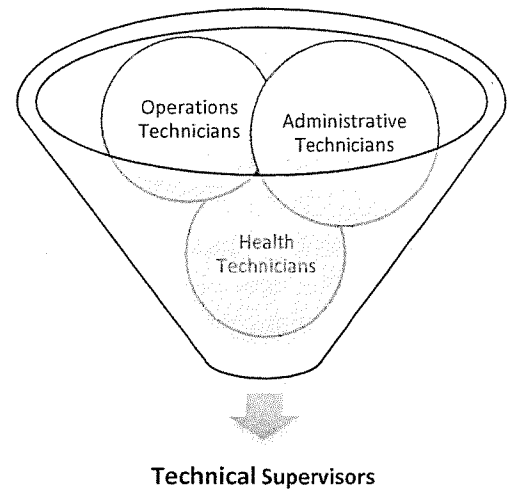 Operations
Technicians
Administrative
Technicians
Health
Technicians
Technical Supervisors